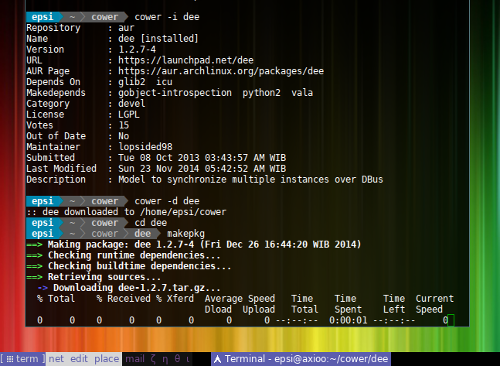 epsi ~ cower cower -i dee
Repository : aur
Name : dee [installed]
Version : 1.2.7-4
URL : https://launchpad.net/dee
AUR Page : https://aur.archlinux.org/packages/dee
Depends On : glib2 icu
Makedepends : gobject-introspection python2 vala
Category : devel
License : LGPL
Votes : 15
Out of Date : No
Maintainer : lopsided98
Submitted : Tue 08 Oct 2013 03:43:57 AM WIB
Last Modified : Sun 23 Nov 2014 05:42:52 AM WIB
Description : Model to synchronize multiple instances over DBus
epsi ~ cower cower -d dee
:: dee downloaded to /home/epsi/cower
epsi ~ cower cd dee
epsi ~ cower dee makepkg
==> Making package: dee 1.2.7-4 (Fri Dec 26 16:44:20 WIB 2014)
==> Checking runtime dependencies...
==> Checking buildtime dependencies...
==> Retrieving sources...
-> Downloading dee-1.2.7.tar.gz...
% Total % Received % Xferd Average Speed Time Time Time Current
Dload Upload Total Spent Left Speed
0 0 0 0 0 0 0 0 --:--:-- 0:00:01 --:--:-- 0
[ term ] net edit place mail ζ η θ ι Terminal - epsi@axioo:~/cower/dee